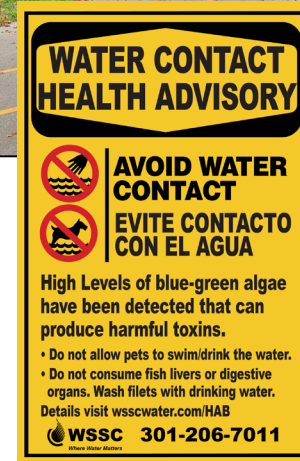 WATER CONTACT
HEALTH ADVISORY
AVOID WATER
CONTACT
EVITE CONTACTO
CON EL AGUA
High Levels of blue-green algae
have been detected that can
produce harmful toxins.
• Do not allow pets to swim/drink the water.
• Do not consume fish livers or digestive
organs. Wash filets with drinking water.
Details visit wsscwater.com/HAB
WSSC 301-206-7011
Where Water Matters